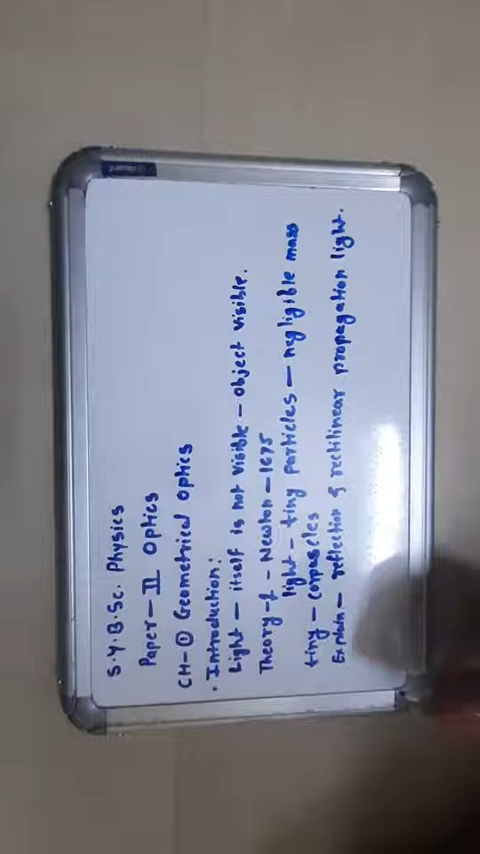 S.Y.B.Sc. Physics
Paper-II Optics
CH-① Geometrical optics
• Introduction:
Light — itself is not visible - object visible.
Theory-1 - Newton - 1675
light - tiny particles - negligible mass
tiny - corpuscles
Explain - reflection & rectilinear propagation light.